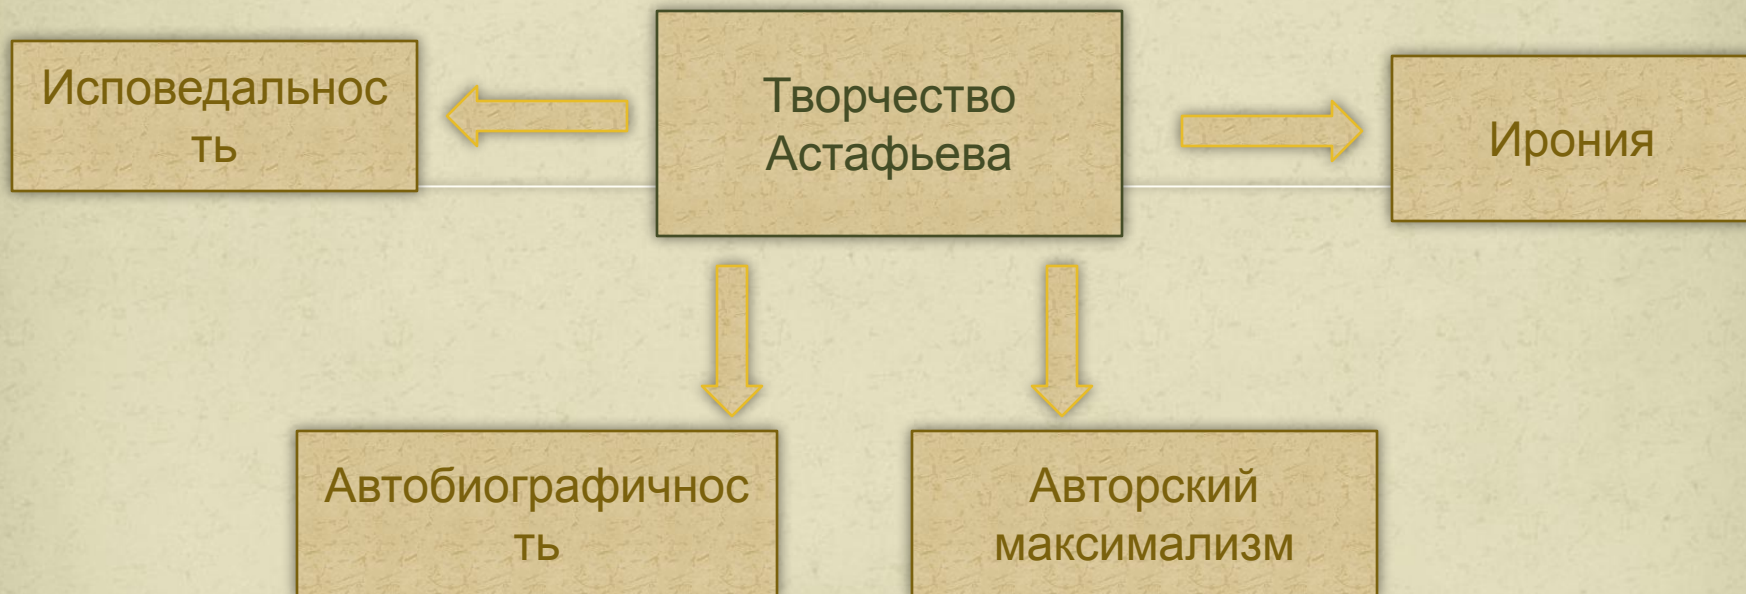 Исповедальнос
ть
Творчество
Астафьева
Ирония
Автобиографичнос
ть
Авторский
максимализм